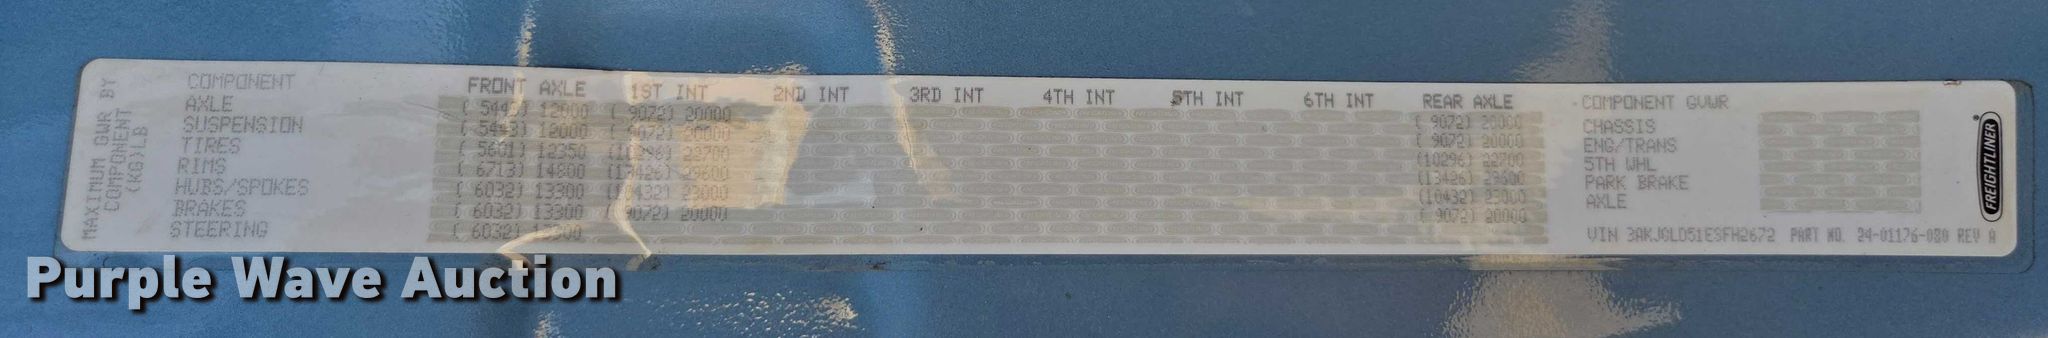 MAXIMUM GWR BY
COMPONENT
(KG)LB
COMPONENT FRONT AXLE 1ST INT 2ND INT 3RD INT 4TH INT 5TH INT 6TH INT REAR AXLE COMPONENT GVWR
AXLE ( 5443) 12000 ( 9072) 20000 ( 9072) 20000 CHASSIS
SUSPENSION ( 5443) 12000 ( 9072) 20000 ( 9072) 20000 ENG/TRANS
TIRES ( 5601) 12350 (10296) 22700 (10296) 22700 5TH WHL
RIMS ( 6713) 14800 (13426) 29600 (13426) 29600 PARK BRAKE
HUBS/SPOKES ( 6032) 13300 (10432) 23000 (10432) 23000 AXLE
BRAKES ( 6032) 13300 ( 9072) 20000 ( 9072) 20000
STEERING ( 6032) 13300
VIN 3AKJGLD51ESFH2672 PART NO. 24-01176-080 REV A
FREIGHTLINER
Purple Wave Auction